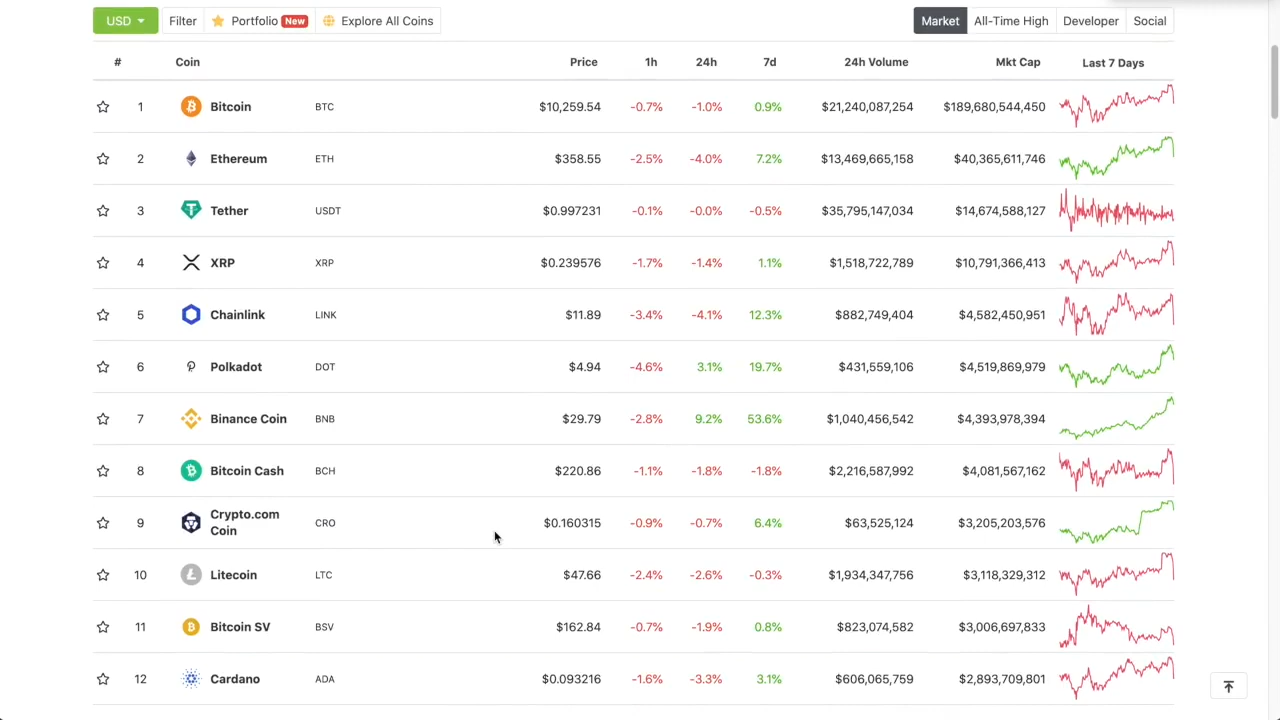 USD Filter Portfolio New Explore All Coins Market All-Time High Developer Social
# Coin Price 1h 24h 7d 24h Volume Mkt Cap Last 7 Days
1 Bitcoin BTC $10,259.54 -0.7% -1.0% 0.9% $21,240,087,254 $189,680,544,450
2 Ethereum ETH $358.55 -2.5% -4.0% 7.2% $13,469,665,158 $40,365,611,746
3 Tether USDT $0.997231 -0.1% -0.0% -0.5% $35,795,147,034 $14,674,588,127
4 XRP XRP $0.239576 -1.7% -1.4% 1.1% $1,518,722,789 $10,791,366,413
5 Chainlink LINK $11.89 -3.4% -4.1% 12.3% $882,749,404 $4,582,450,951
6 Polkadot DOT $4.94 -4.6% 3.1% 19.7% $431,559,106 $4,519,869,979
7 Binance Coin BNB $29.79 -2.8% 9.2% 53.6% $1,040,456,542 $4,393,978,394
8 Bitcoin Cash BCH $220.86 -1.1% -1.8% -1.8% $2,216,587,992 $4,081,567,162
9 Crypto.com
Coin CRO $0.160315 -0.9% -0.7% 6.4% $63,525,124 $3,205,203,576
10 Litecoin LTC $47.66 -2.4% -2.6% -0.3% $1,934,347,756 $3,118,329,312
11 Bitcoin SV BSV $162.84 -0.7% -1.9% 0.8% $823,074,582 $3,006,697,833
12 Cardano ADA $0.093216 -1.6% -3.3% 3.1% $606,065,759 $2,893,709,801